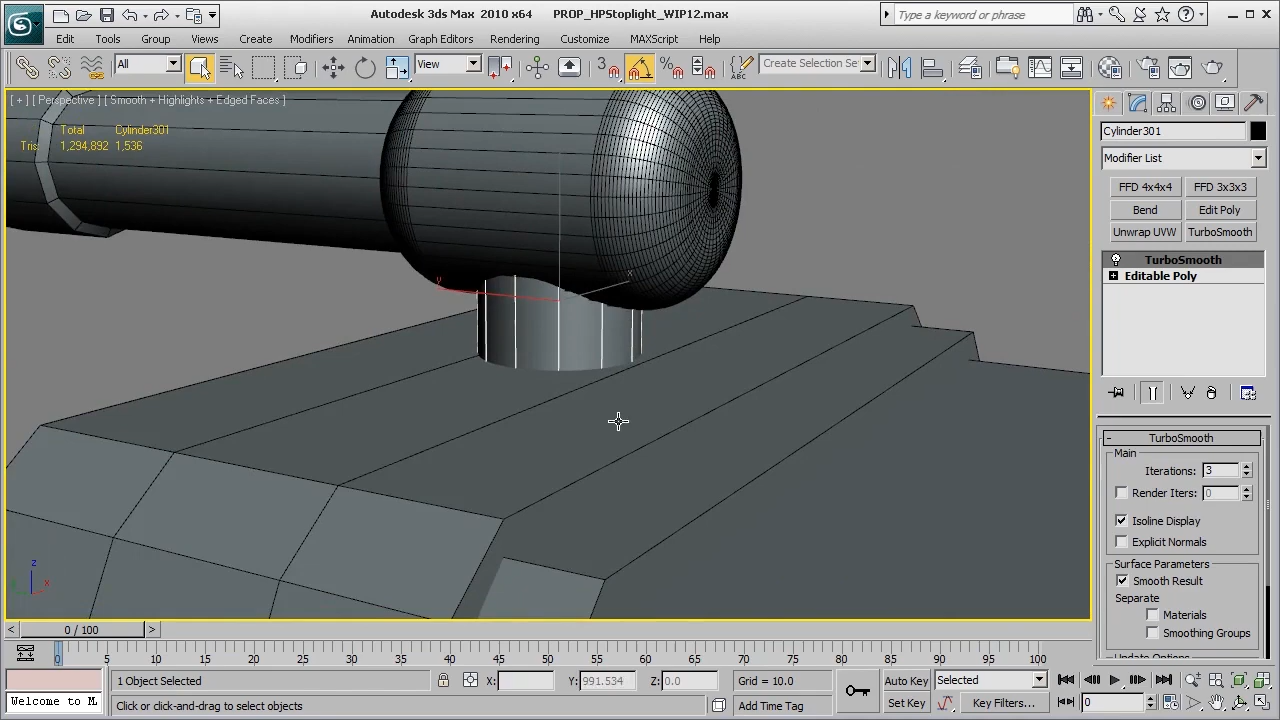 Autodesk 3ds Max 2010 x64 PROP_HPStoplight_WIP12.max
Type a keyword or phrase
Edit Tools Group Views Create Modifiers Animation Graph Editors Rendering Customize MAXScript Help
All View 3 Create Selection Se
[ + ] [ Perspective ] [ Smooth + Highlights + Edged Faces ]
Total Cylinder301
Tris: 1,294,892 1,536
y x
z
x
Cylinder301
Modifier List
FFD 4x4x4 FFD 3x3x3
Bend Edit Poly
Unwrap UVW TurboSmooth
TurboSmooth
Editable Poly
TurboSmooth
Main
Iterations: 3
Render Iters: 0
Isoline Display
Explicit Normals
Surface Parameters
Smooth Result
Separate
Materials
Smoothing Groups
Update Options
< 0 / 100 >
0 5 10 15 20 25 30 35 40 45 50 55 60 65 70 75 80 85 90 95 100
1 Object Selected X: Y: 991.534 Z: 0.0 Grid = 10.0 Auto Key Selected
Welcome to M Click or click-and-drag to select objects Add Time Tag Set Key Key Filters... 0